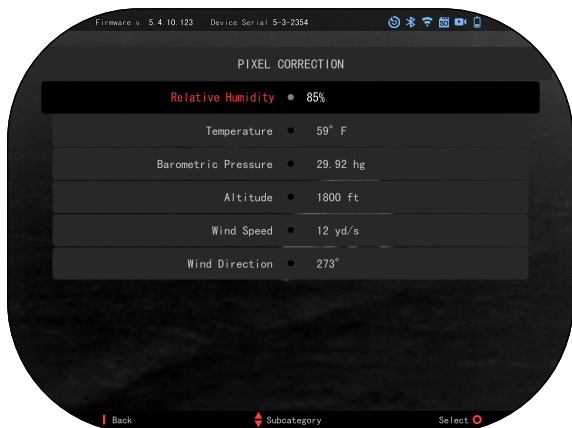 Firmware v 5.4.10.123 Device Serial 5-3-2354
SD
PIXEL CORRECTION
Relative Humidity 85%
Temperature 59° F
Barometric Pressure 29.92 hg
Altitude 1800 ft
Wind Speed 12 yd/s
Wind Direction 273°
Back Subcategory Select